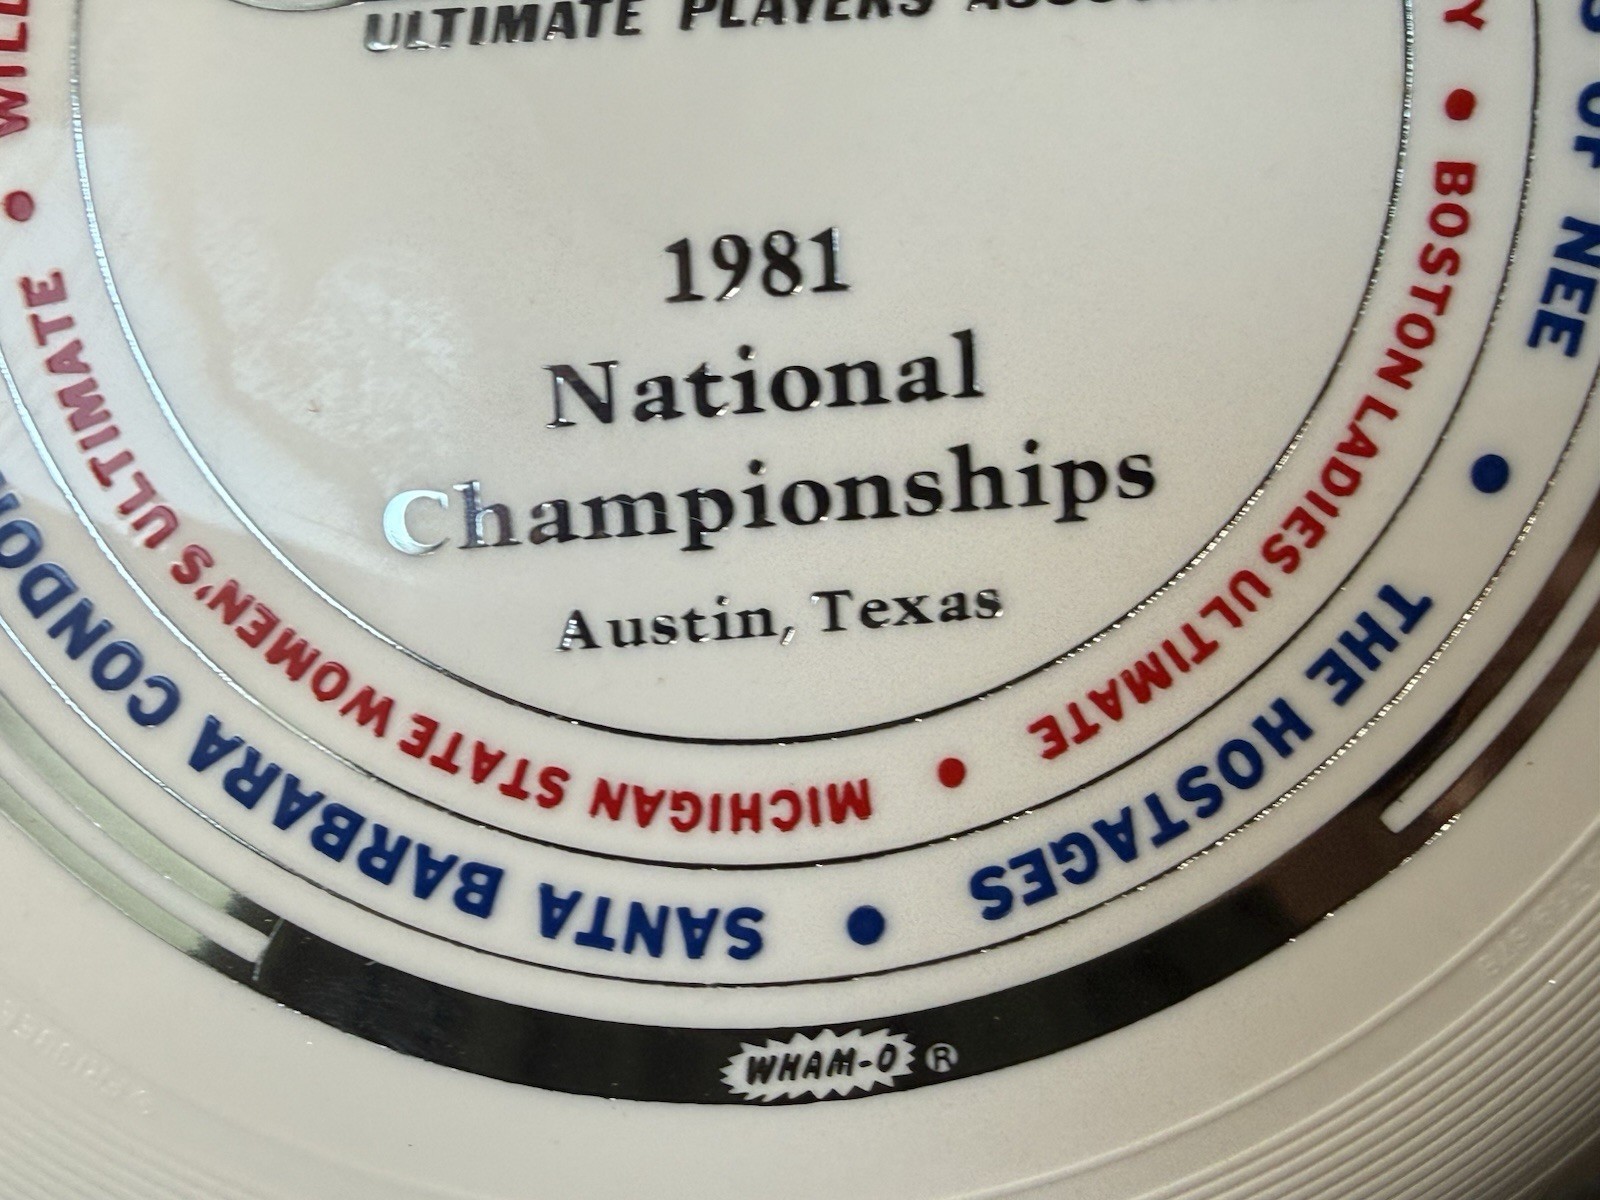 ULTIMATE PLAYERS
1981
National
Championships
Austin, Texas
BOSTON LADIES ULTIMATE • MICHIGAN STATE WOMEN'S ULTIMATE •
OF NEE • THE HOSTAGES • SANTA BARBARA
WHAM-O ®